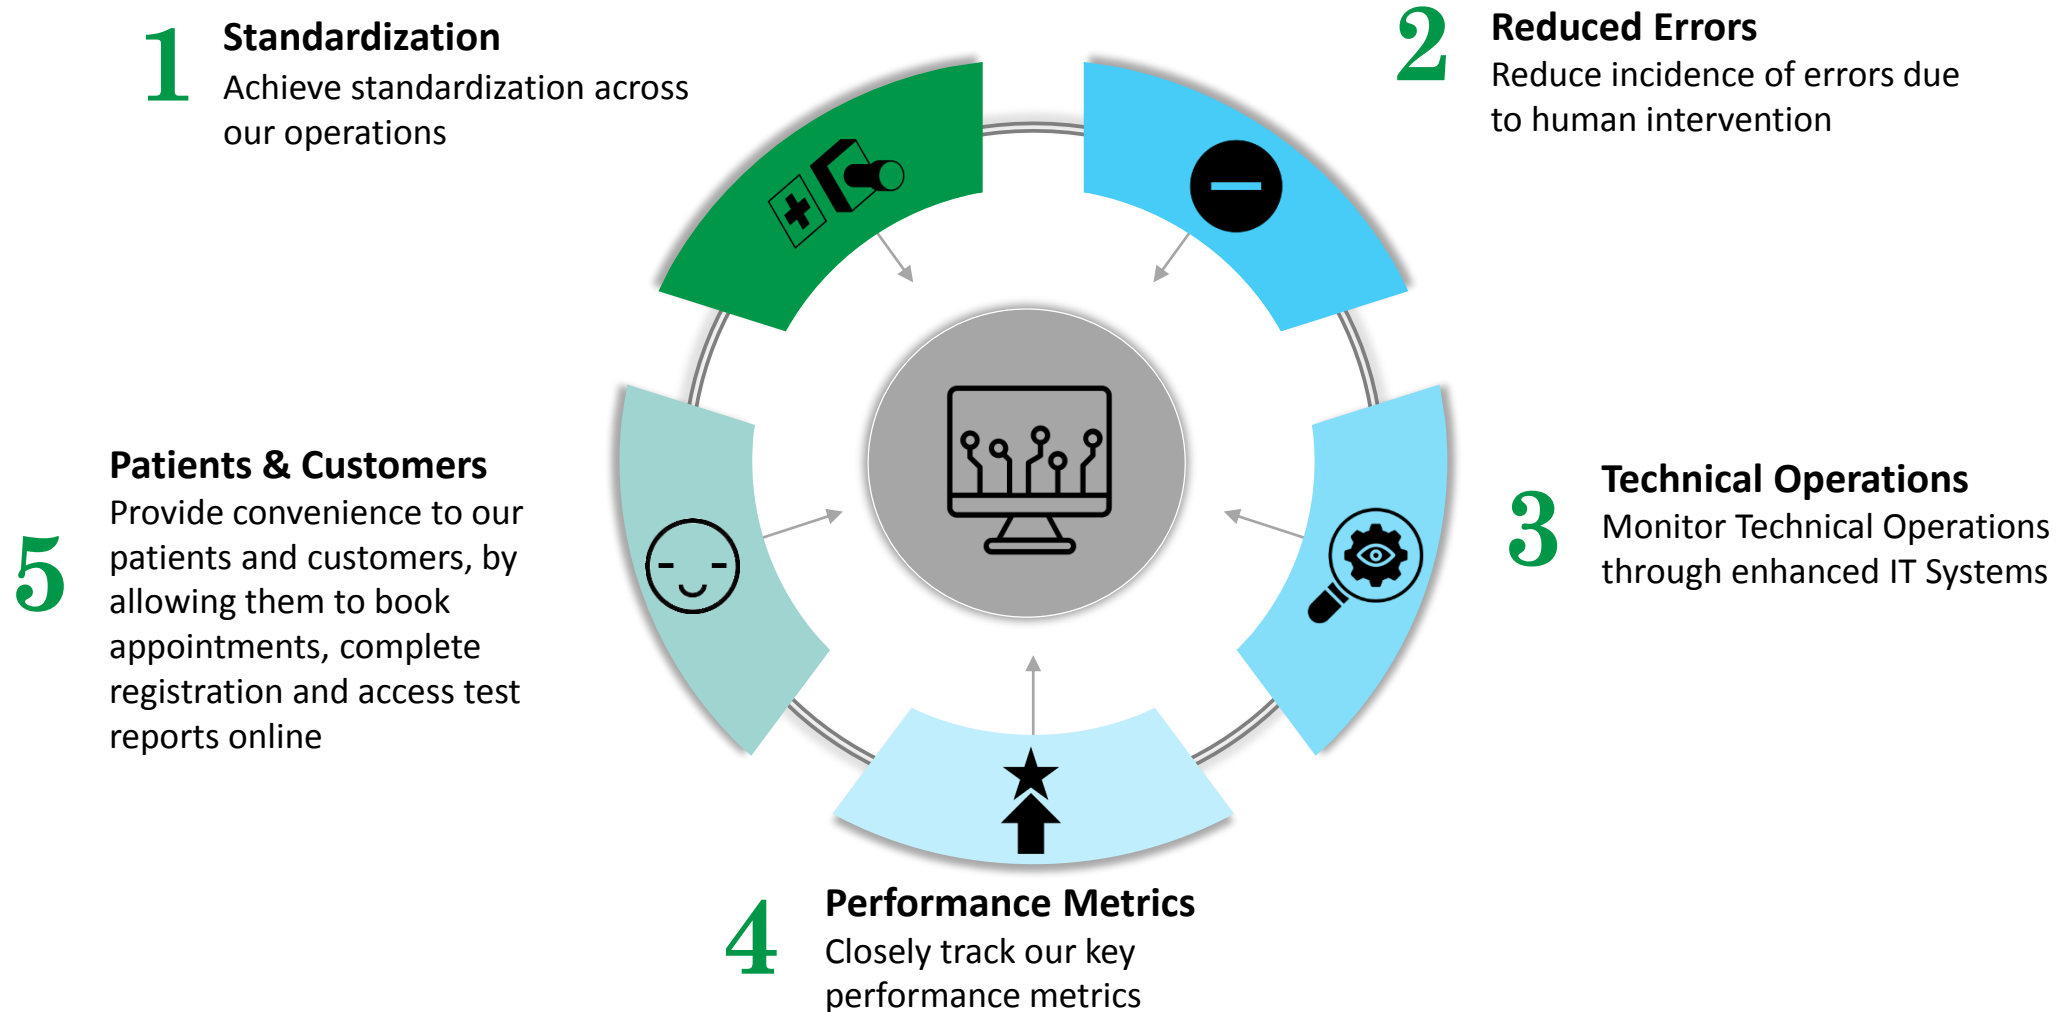 1
Standardization
Achieve standardization across
our operations
2
Reduced Errors
Reduce incidence of errors due
to human intervention
3
Technical Operations
Monitor Technical Operations
through enhanced IT Systems
4
Performance Metrics
Closely track our key
performance metrics
5
Patients & Customers
Provide convenience to our
patients and customers, by
allowing them to book
appointments, complete
registration and access test
reports online